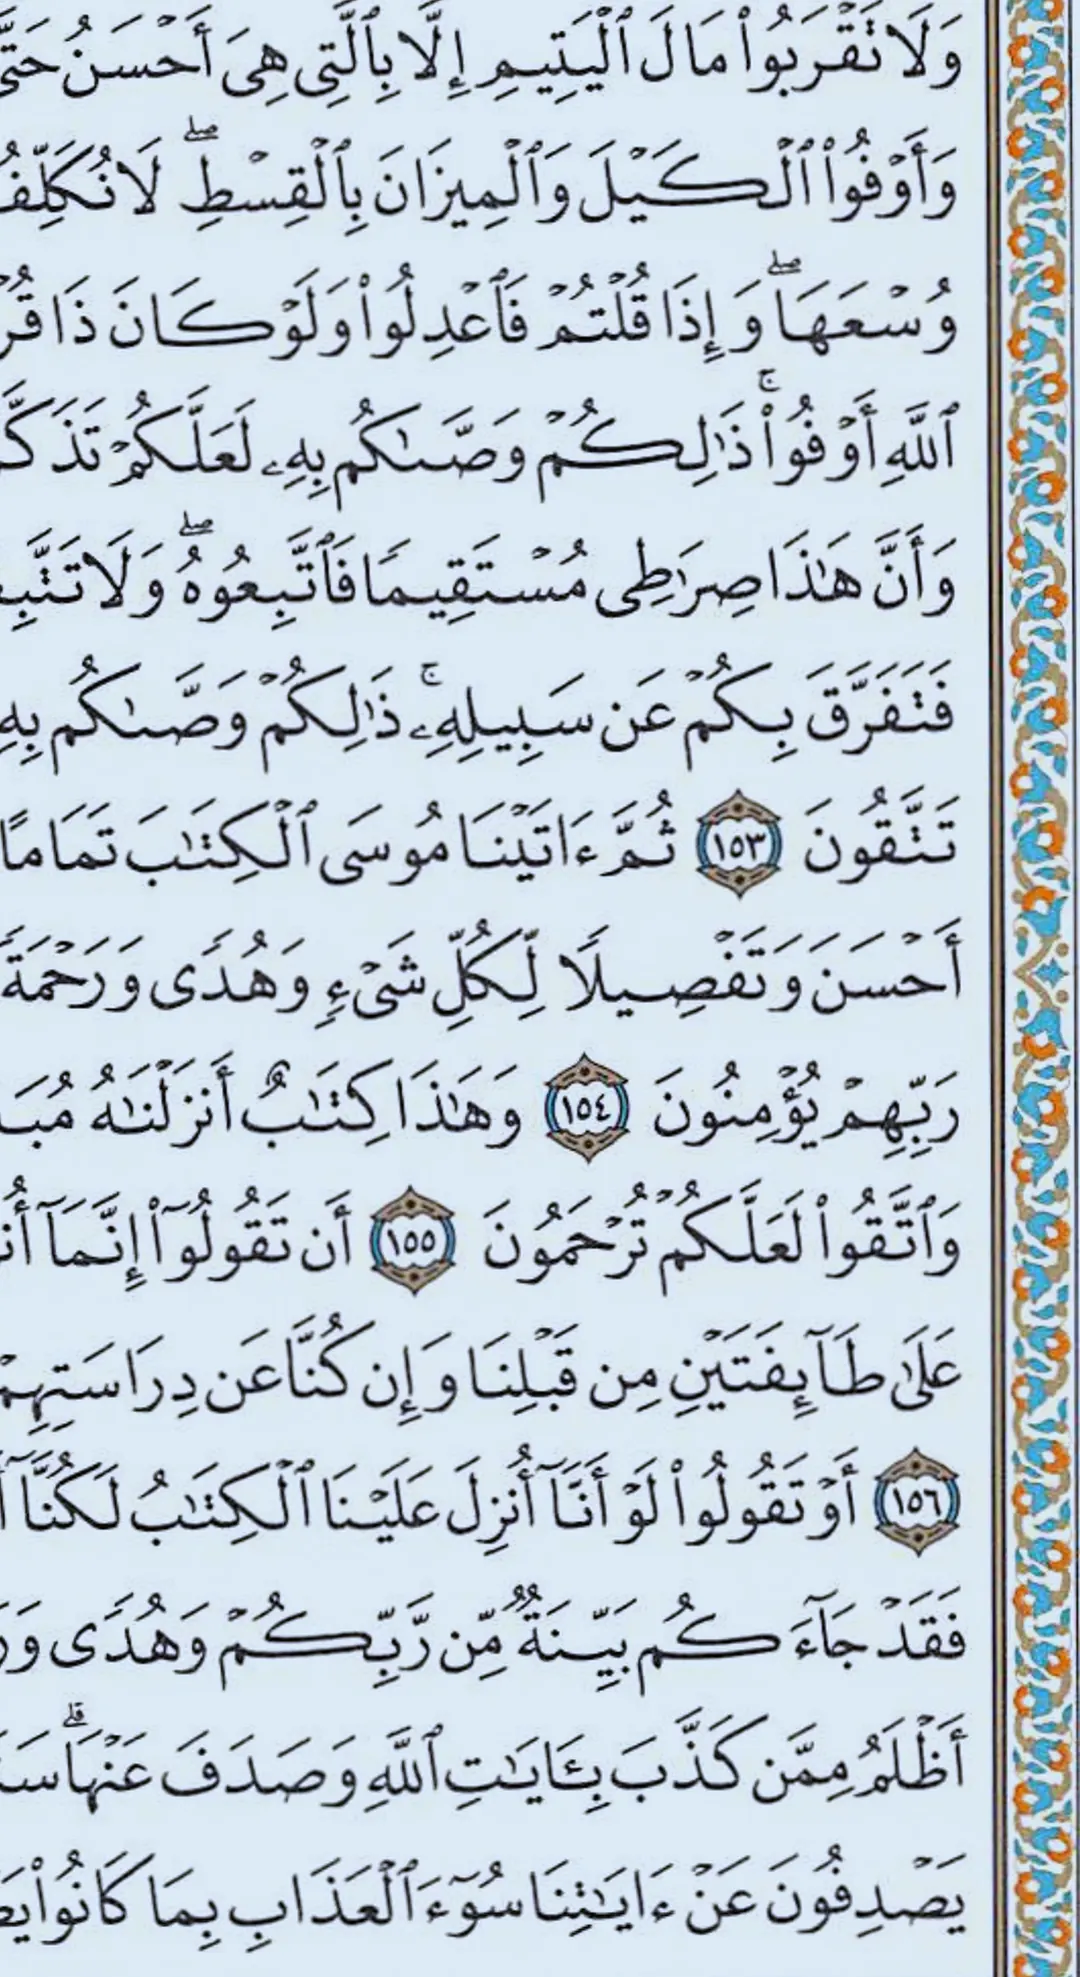 وَلَا تَقْرَبُوا۟ مَالَ ٱلْيَتِيمِ إِلَّا بِٱلَّتِى هِىَ أَحْسَنُ
وَأَوْفُوا۟ ٱلْكَيْلَ وَٱلْمِيزَانَ بِٱلْقِسْطِ ۖ لَا
وُسْعَهَا ۖ وَإِذَا قُلْتُمْ فَٱعْدِلُوا۟ وَلَوْ كَانَ ذَا
ٱللَّهِ أَوْفُوا۟ ۚ ذَٰلِكُمْ وَصَّىٰكُم بِهِۦ لَعَلَّكُمْ
وَأَنَّ هَٰذَا صِرَٰطِى مُسْتَقِيمًا فَٱتَّبِعُوهُ ۖ وَلَا
فَتَفَرَّقَ بِكُمْ عَن سَبِيلِهِۦ ۚ ذَٰلِكُمْ وَصَّىٰكُم
تَتَّقُونَ ١٥٣ ثُمَّ ءَاتَيْنَا مُوسَى ٱلْكِتَٰبَ تَمَامًا
أَحْسَنَ وَتَفْصِيلًا لِّكُلِّ شَىْءٍ وَهُدًى وَرَحْمَةً
رَبِّهِمْ يُؤْمِنُونَ ١٥٤ وَهَٰذَا كِتَٰبٌ أَنزَلْنَٰهُ
وَٱتَّقُوا۟ لَعَلَّكُمْ تُرْحَمُونَ ١٥٥ أَن تَقُولُوٓا۟ إِنَّمَآ
عَلَىٰ طَآئِفَتَيْنِ مِن قَبْلِنَا وَإِن كُنَّا عَن دِرَاسَتِهِمْ
١٥٦ أَوْ تَقُولُوا۟ لَوْ أَنَّآ أُنزِلَ عَلَيْنَا ٱلْكِتَٰبُ لَكُنَّآ
فَقَدْ جَآءَكُم بَيِّنَةٌ مِّن رَّبِّكُمْ وَهُدًى
أَظْلَمُ مِمَّن كَذَّبَ بِـَٔايَٰتِ ٱللَّهِ وَصَدَفَ عَنْهَا ۗ
يَصْدِفُونَ عَنْ ءَايَٰتِنَا سُوٓءَ ٱلْعَذَابِ بِمَا كَانُوا۟